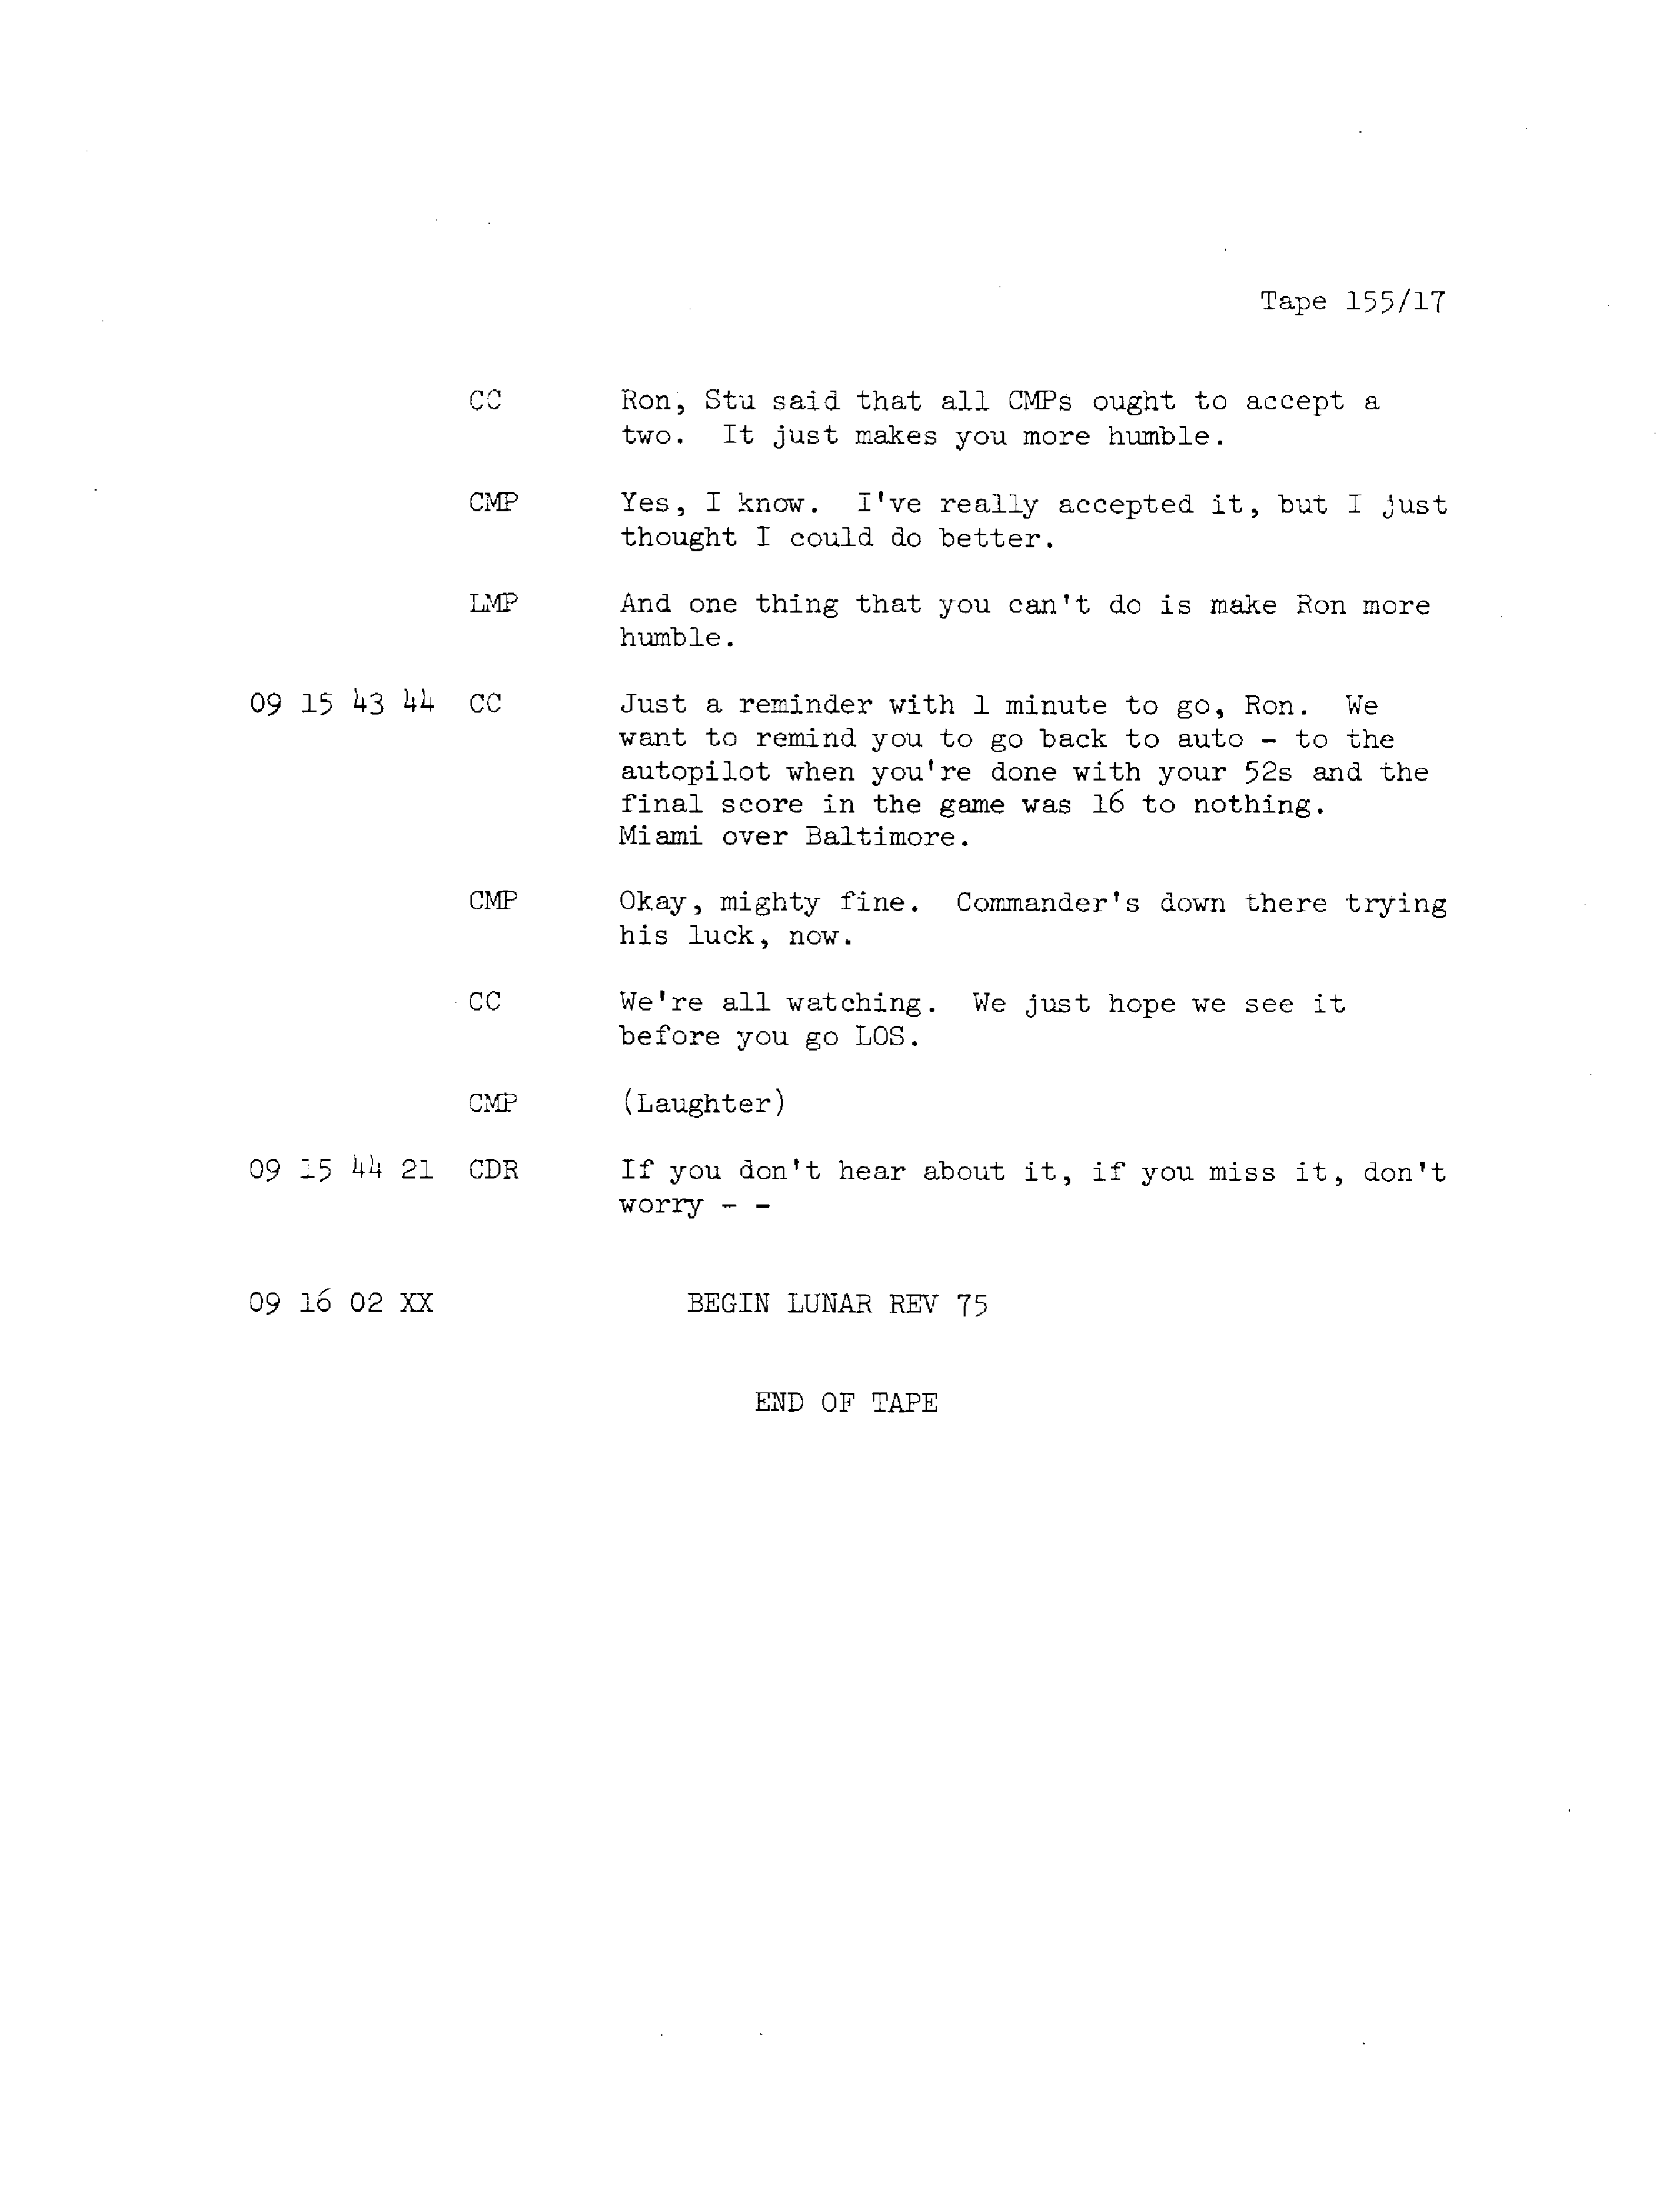 Tape 155/17
CC Ron, Stu said that all CMPs ought to accept a
two. It just makes you more humble.
CMP Yes, I know. I've really accepted it, but I just
thought I could do better.
LMP And one thing that you can't do is make Ron more
humble.
09 15 43 44 CC Just a reminder with 1 minute to go, Ron. We
want to remind you to go back to auto - to the
autopilot when you're done with your 52s and the
final score in the game was 16 to nothing.
Miami over Baltimore.
CMP Okay, mighty fine. Commander's down there trying
his luck, now.
CC We're all watching. We just hope we see it
before you go LOS.
CMP (Laughter)
09 15 44 21 CDR If you don't hear about it, if you miss it, don't
worry - -
09 16 02 XX BEGIN LUNAR REV 75
END OF TAPE